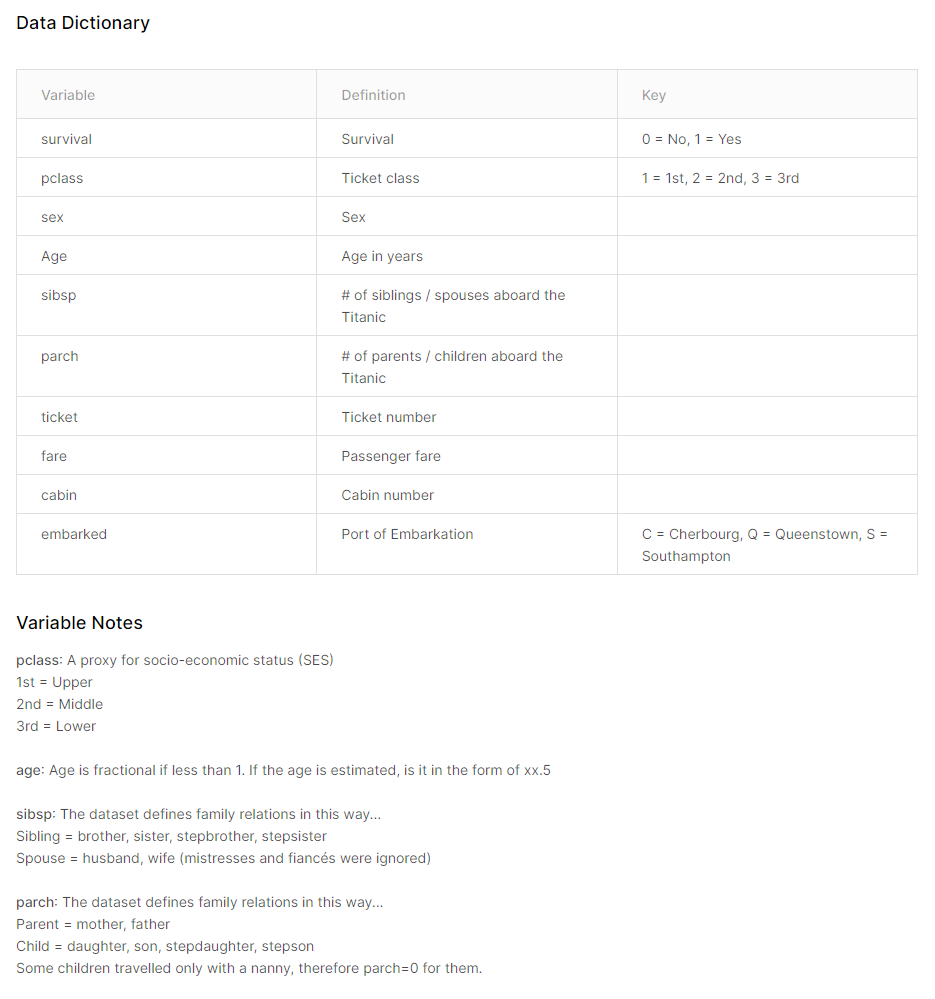 Data Dictionary
Variable Definition Key
survival Survival 0 = No, 1 = Yes
pclass Ticket class 1 = 1st, 2 = 2nd, 3 = 3rd
sex Sex
Age Age in years
sibsp # of siblings / spouses aboard the
Titanic
parch # of parents / children aboard the
Titanic
ticket Ticket number
fare Passenger fare
cabin Cabin number
embarked Port of Embarkation C = Cherbourg, Q = Queenstown, S =
Southampton
Variable Notes
pclass: A proxy for socio-economic status (SES)
1st = Upper
2nd = Middle
3rd = Lower
age: Age is fractional if less than 1. If the age is estimated, is it in the form of xx.5
sibsp: The dataset defines family relations in this way...
Sibling = brother, sister, stepbrother, stepsister
Spouse = husband, wife (mistresses and fiancés were ignored)
parch: The dataset defines family relations in this way...
Parent = mother, father
Child = daughter, son, stepdaughter, stepson
Some children travelled only with a nanny, therefore parch=0 for them.